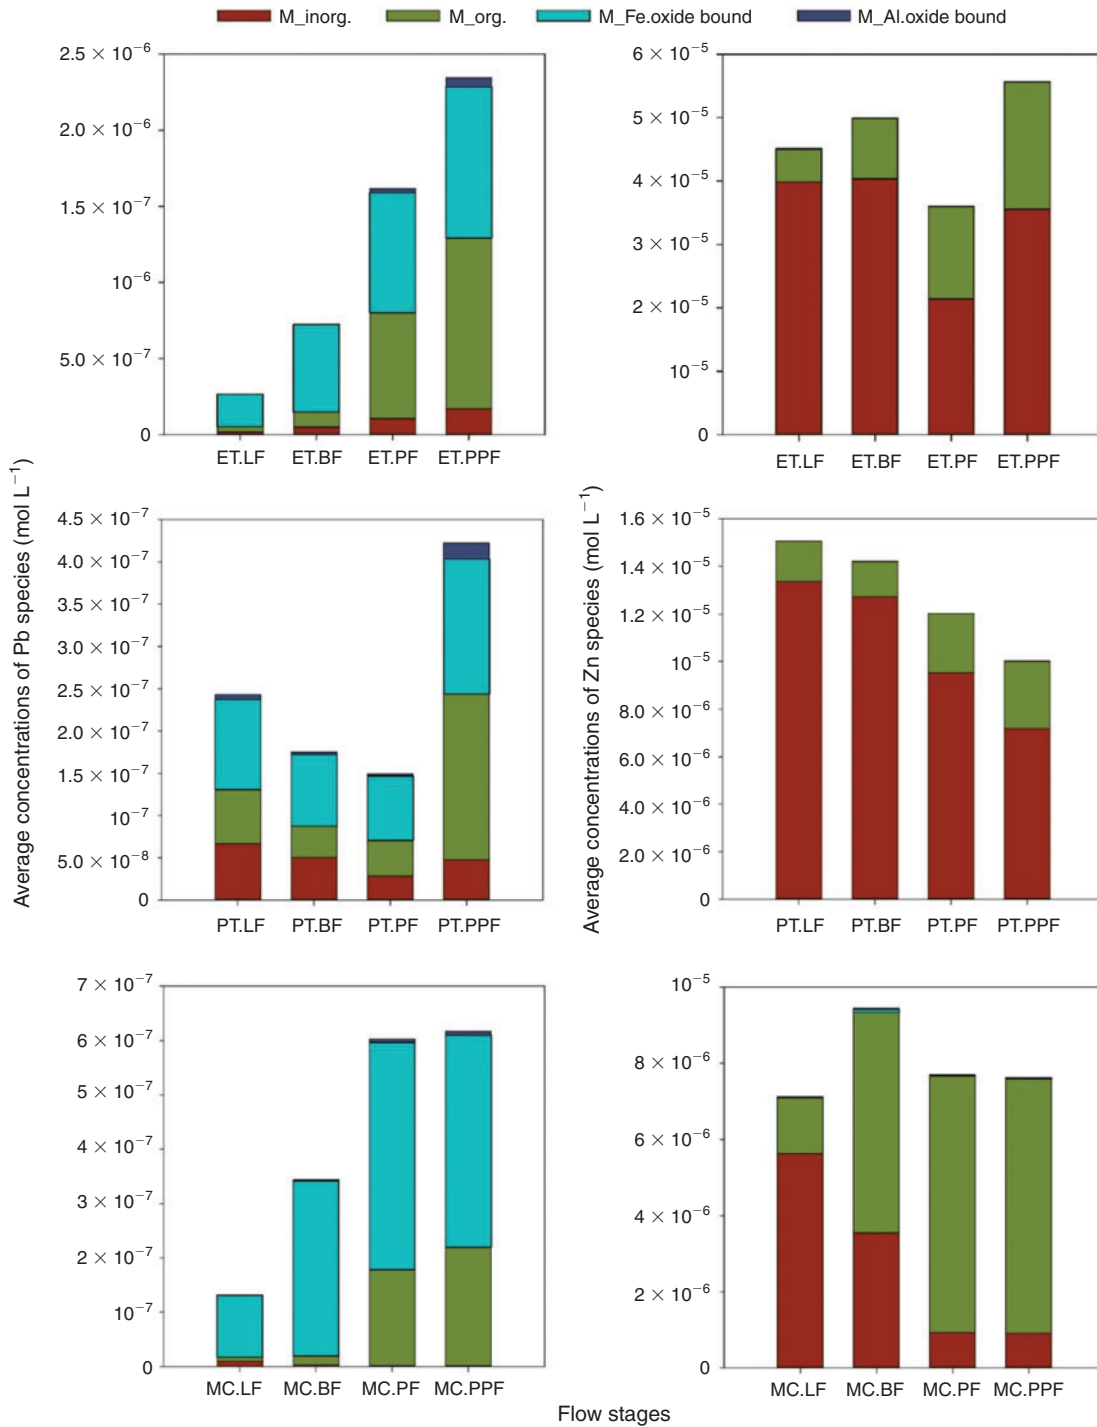 M_inorg. M_org. M_Fe.oxide bound M_Al.oxide bound
2.5 × 10⁻⁶
2.0 × 10⁻⁶
1.5 × 10⁻⁷
10⁻⁶
5.0 × 10⁻⁷
0
ET.LF ET.BF ET.PF ET.PPF
6 × 10⁻⁵
5 × 10⁻⁵
4 × 10⁻⁵
3 × 10⁻⁵
2 × 10⁻⁵
10⁻⁵
0
ET.LF ET.BF ET.PF ET.PPF
Average concentrations of Pb species (mol L⁻¹)
4.5 × 10⁻⁷
4.0 × 10⁻⁷
3.5 × 10⁻⁷
3.0 × 10⁻⁷
2.5 × 10⁻⁷
2.0 × 10⁻⁷
1.5 × 10⁻⁷
10⁻⁷
5.0 × 10⁻⁸
0
PT.LF PT.BF PT.PF PT.PPF
Average concentrations of Zn species (mol L⁻¹)
1.6 × 10⁻⁵
1.4 × 10⁻⁵
1.2 × 10⁻⁵
10⁻⁵
8.0 × 10⁻⁶
6.0 × 10⁻⁶
4.0 × 10⁻⁶
2.0 × 10⁻⁶
0
PT.LF PT.BF PT.PF PT.PPF
7 × 10⁻⁷
6 × 10⁻⁷
5 × 10⁻⁷
4 × 10⁻⁷
3 × 10⁻⁷
2 × 10⁻⁷
10⁻⁷
0
MC.LF MC.BF MC.PF MC.PPF
10⁻⁵
8 × 10⁻⁶
6 × 10⁻⁶
4 × 10⁻⁶
2 × 10⁻⁶
0
MC.LF MC.BF MC.PF MC.PPF
Flow stages